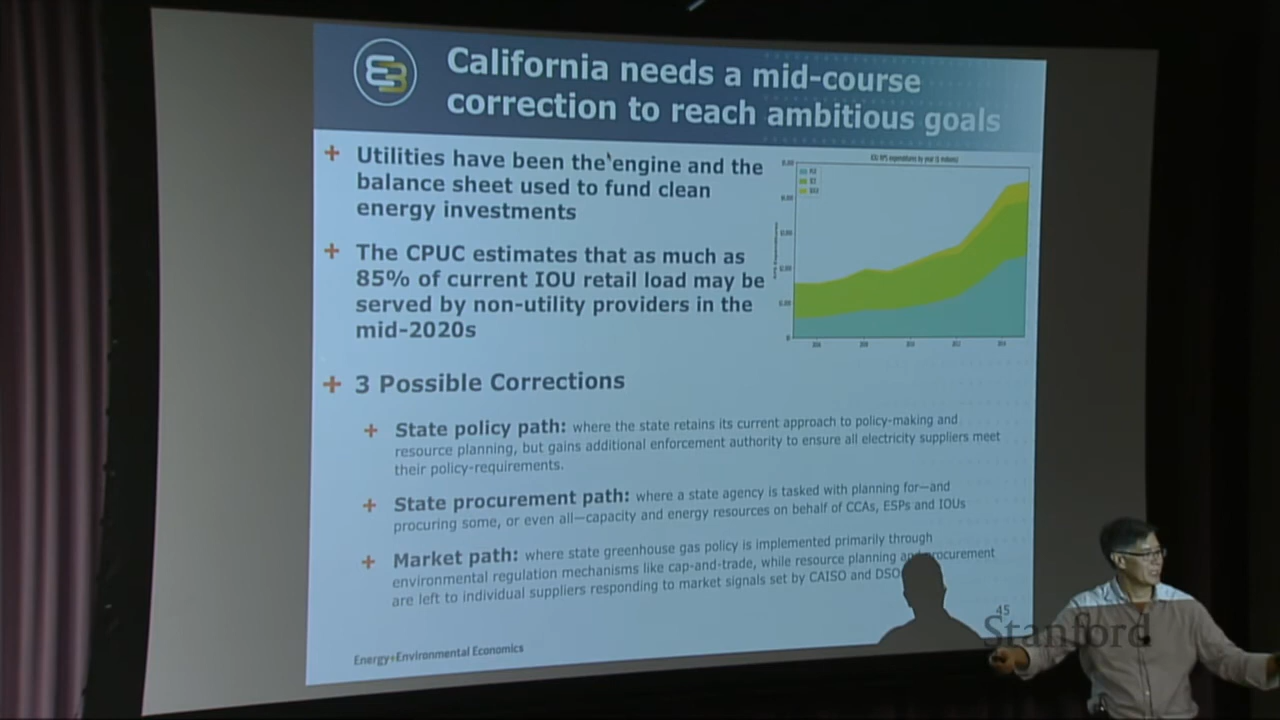 California needs a mid-course
correction to reach ambitious goals
+ Utilities have been the engine and the
balance sheet used to fund clean
energy investments
+ The CPUC estimates that as much as
85% of current IOU retail load may be
served by non-utility providers in the
mid-2020s
+ 3 Possible Corrections
+ State policy path: where the state retains its current approach to policy-making and
resource planning, but gains additional enforcement authority to ensure all electricity suppliers meet
their policy-requirements.
+ State procurement path: where a state agency is tasked with planning for—and
procuring some, or even all—capacity and energy resources on behalf of CCAs, ESPs and IOUs
+ Market path: where state greenhouse gas policy is implemented primarily through
environmental regulation mechanisms like cap-and-trade, while resource planning and procurement
are left to individual suppliers responding to market signals set by CAISO and DSO
Energy+Environmental Economics
45
Stanford